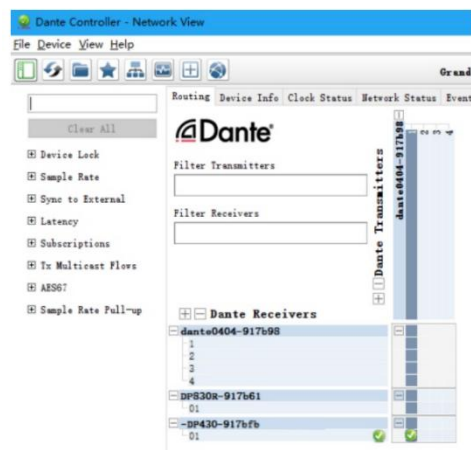 Dante Controller - Network View
File Device View Help
Grand
Routing Device Info Clock Status Network Status Event
Clear All
Device Lock
Sample Rate
Sync to External
Latency
Subscriptions
Tx Multicast Flows
AES67
Sample Rate Pull-up
Dante®
Filter Transmitters
Filter Receivers
Dante Transmitters
dante0404-917b98
2
3
4
Dante Receivers
dante0404-917b98
1
2
3
4
DP830R-917b61
01
-DP430-917bfb
01